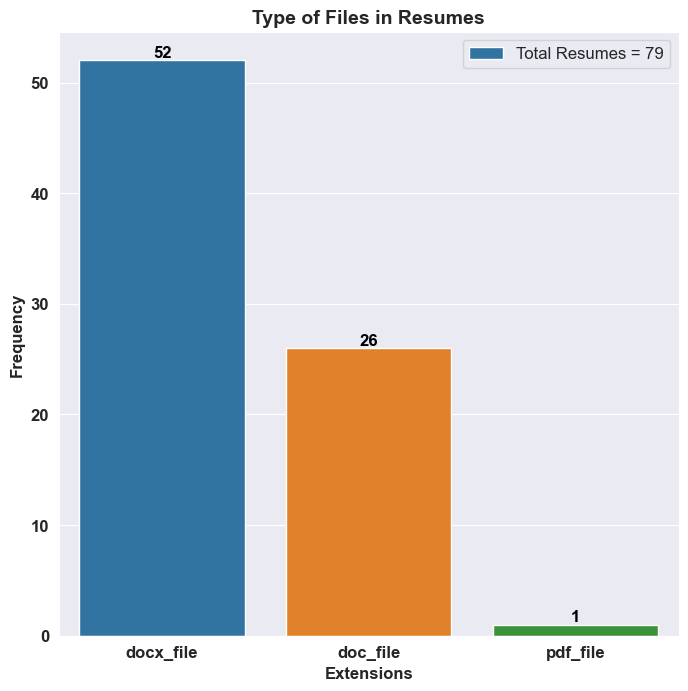 Type of Files in Resumes
Total Resumes = 79
52
26
1
50
40
30
20
10
0
Frequency
docx_file
doc_file
pdf_file
Extensions